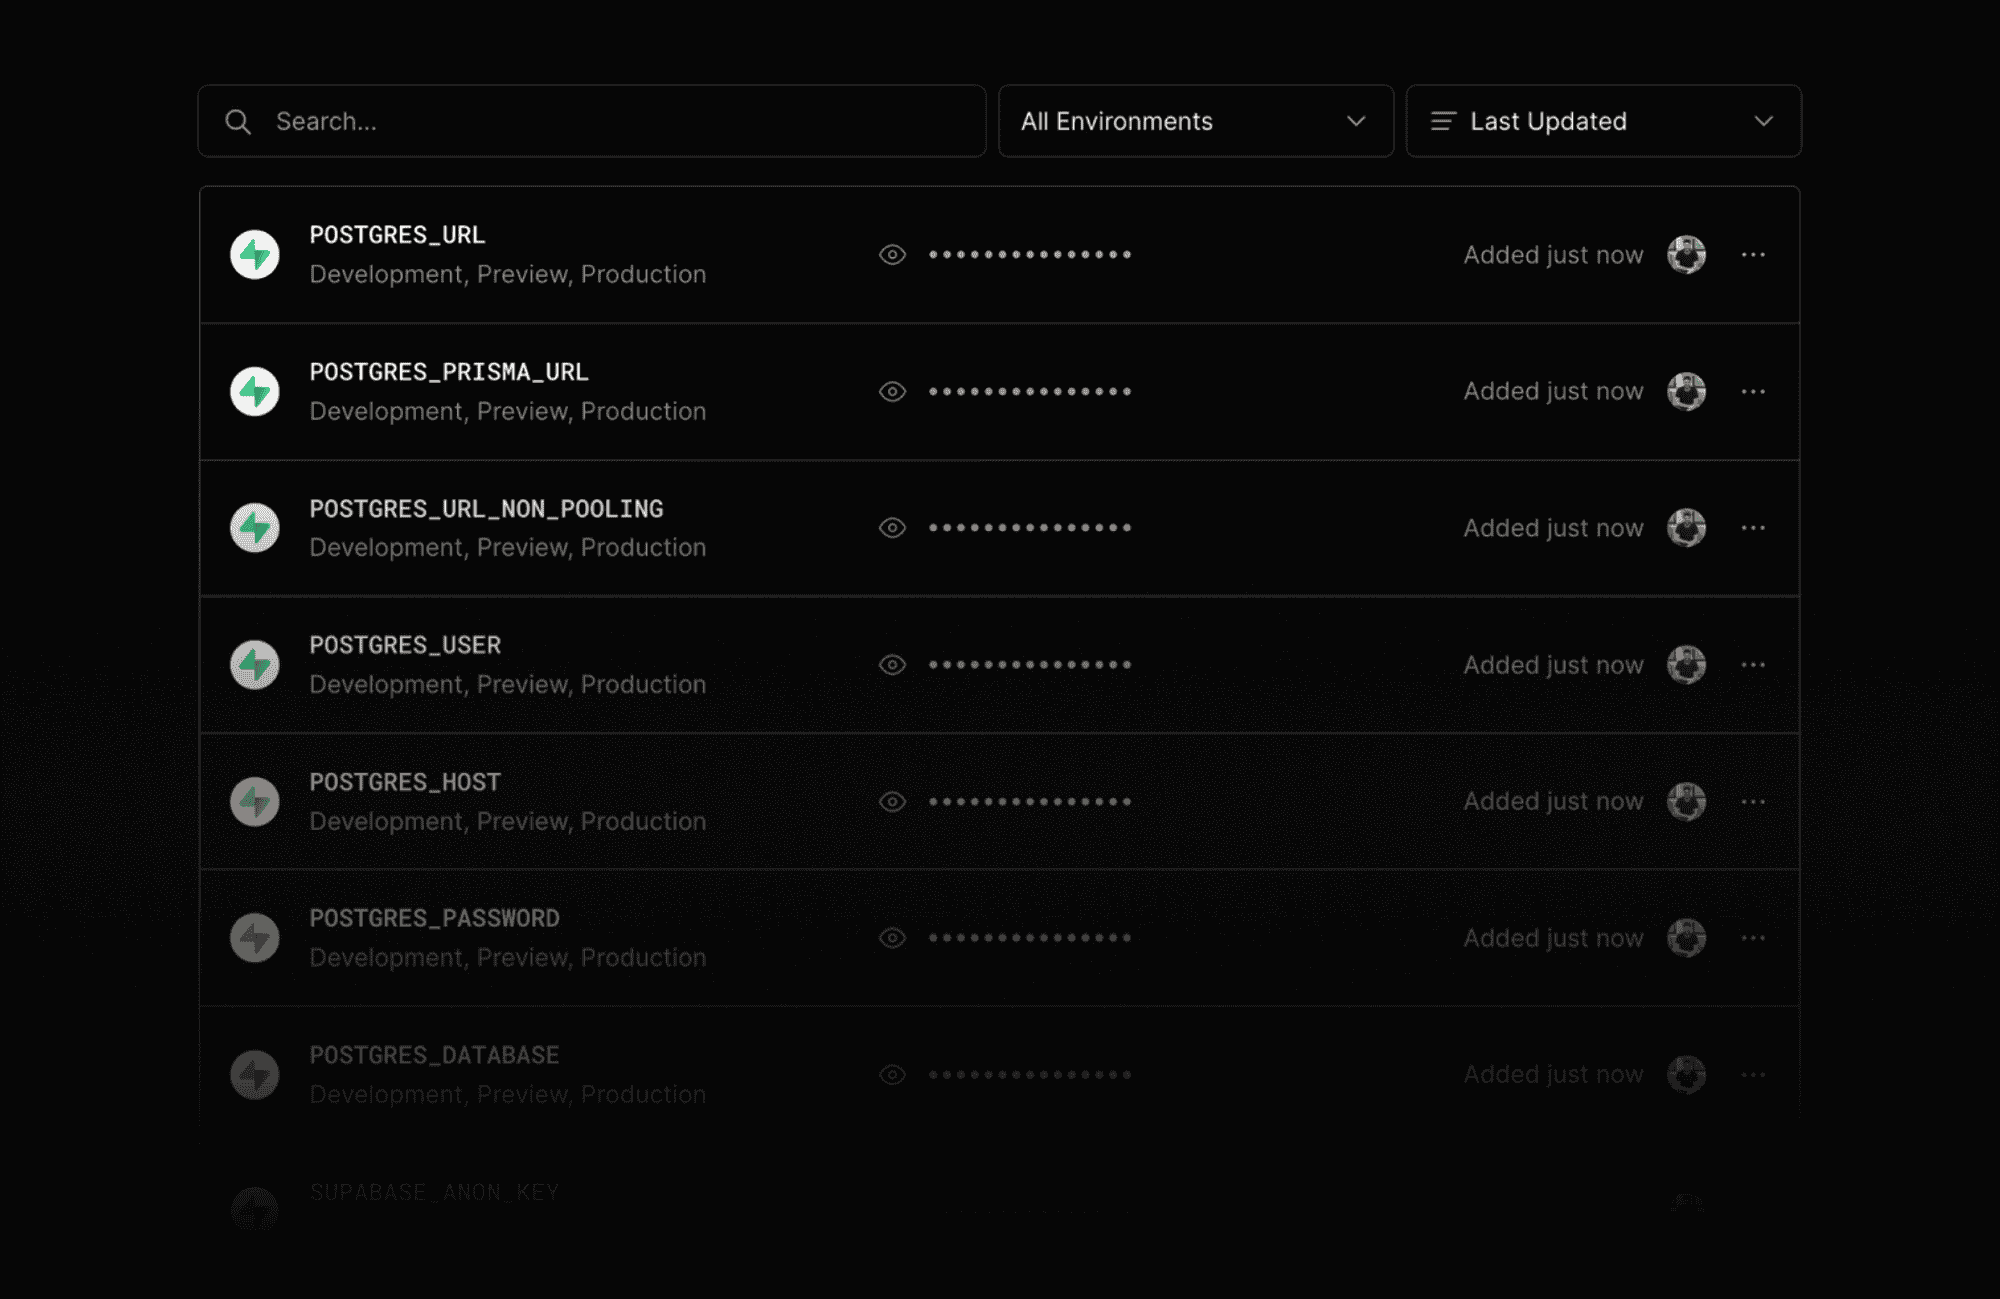 Search...
All Environments
Last Updated
POSTGRES_URL
Development, Preview, Production
Added just now
POSTGRES_PRISMA_URL
Development, Preview, Production
Added just now
POSTGRES_URL_NON_POOLING
Development, Preview, Production
Added just now
POSTGRES_USER
Development, Preview, Production
Added just now
POSTGRES_HOST
Development, Preview, Production
Added just now
POSTGRES_PASSWORD
Development, Preview, Production
Added just now
POSTGRES_DATABASE
Development, Preview, Production
Added just now
SUPABASE_ANON_KEY